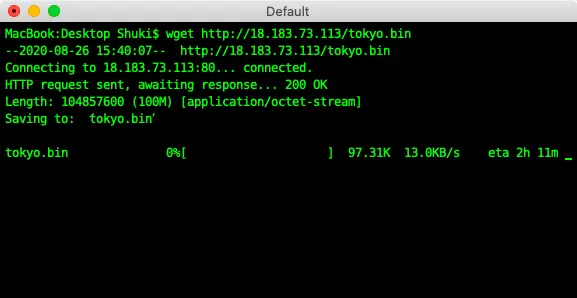 Default
MacBook:Desktop Shuki$ wget http://18.183.73.113/tokyo.bin
--2020-08-26 15:40:07--  http://18.183.73.113/tokyo.bin
Connecting to 18.183.73.113:80... connected.
HTTP request sent, awaiting response... 200 OK
Length: 104857600 (100M) [application/octet-stream]
Saving to:  tokyo.bin’

tokyo.bin              0%[                    ]  97.31K  13.0KB/s    eta 2h 11m _